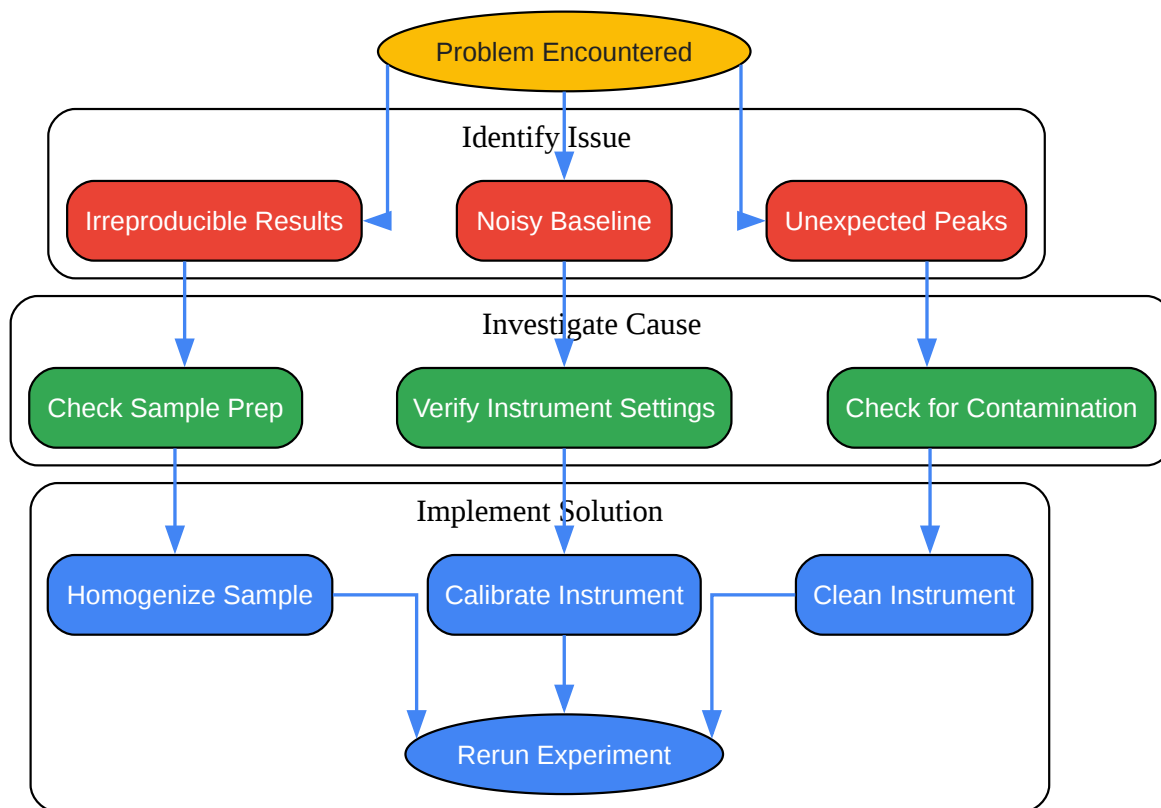 Problem Encountered
Identify Issue
Irreproducible Results
Noisy Baseline
Unexpected Peaks
Investigate Cause
Check Sample Prep
Verify Instrument Settings
Check for Contamination
Implement Solution
Homogenize Sample
Calibrate Instrument
Clean Instrument
Rerun Experiment